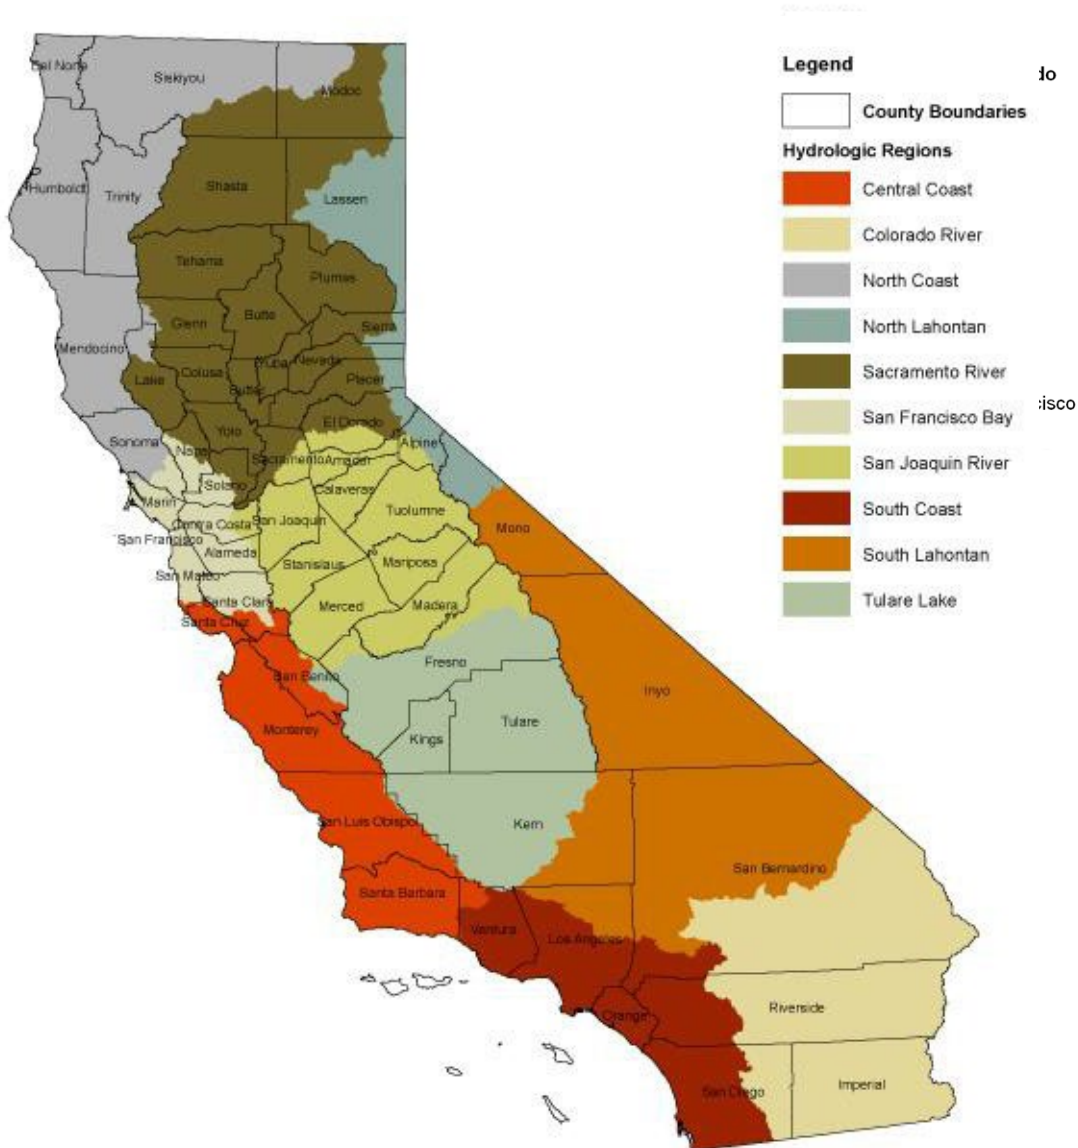 Legend
County Boundaries
Hydrologic Regions
Central Coast
Colorado River
North Coast
North Lahontan
Sacramento River
San Francisco Bay
San Joaquin River
South Coast
South Lahontan
Tulare Lake
do
isco
Del Norte
Siskiyou
Modoc
Humboldt
Trinity
Shasta
Lassen
Tehama
Plumas
Glenn
Butte
Sierra
Mendocino
Lake
Colusa
Yuba
Nevada
Placer
Sutter
El Dorado
Yolo
Sonoma
Napa
Sacramento
Amador
Alpine
Solano
Calaveras
Marin
Contra Costa
San Joaquin
Tuolumne
Mono
San Francisco
Alameda
Stanislaus
Mariposa
San Mateo
Santa Clara
Merced
Madera
Santa Cruz
Fresno
San Benito
Inyo
Monterey
Kings
Tulare
San Luis Obispo
Kern
San Bernardino
Santa Barbara
Ventura
Los Angeles
Orange
Riverside
San Diego
Imperial